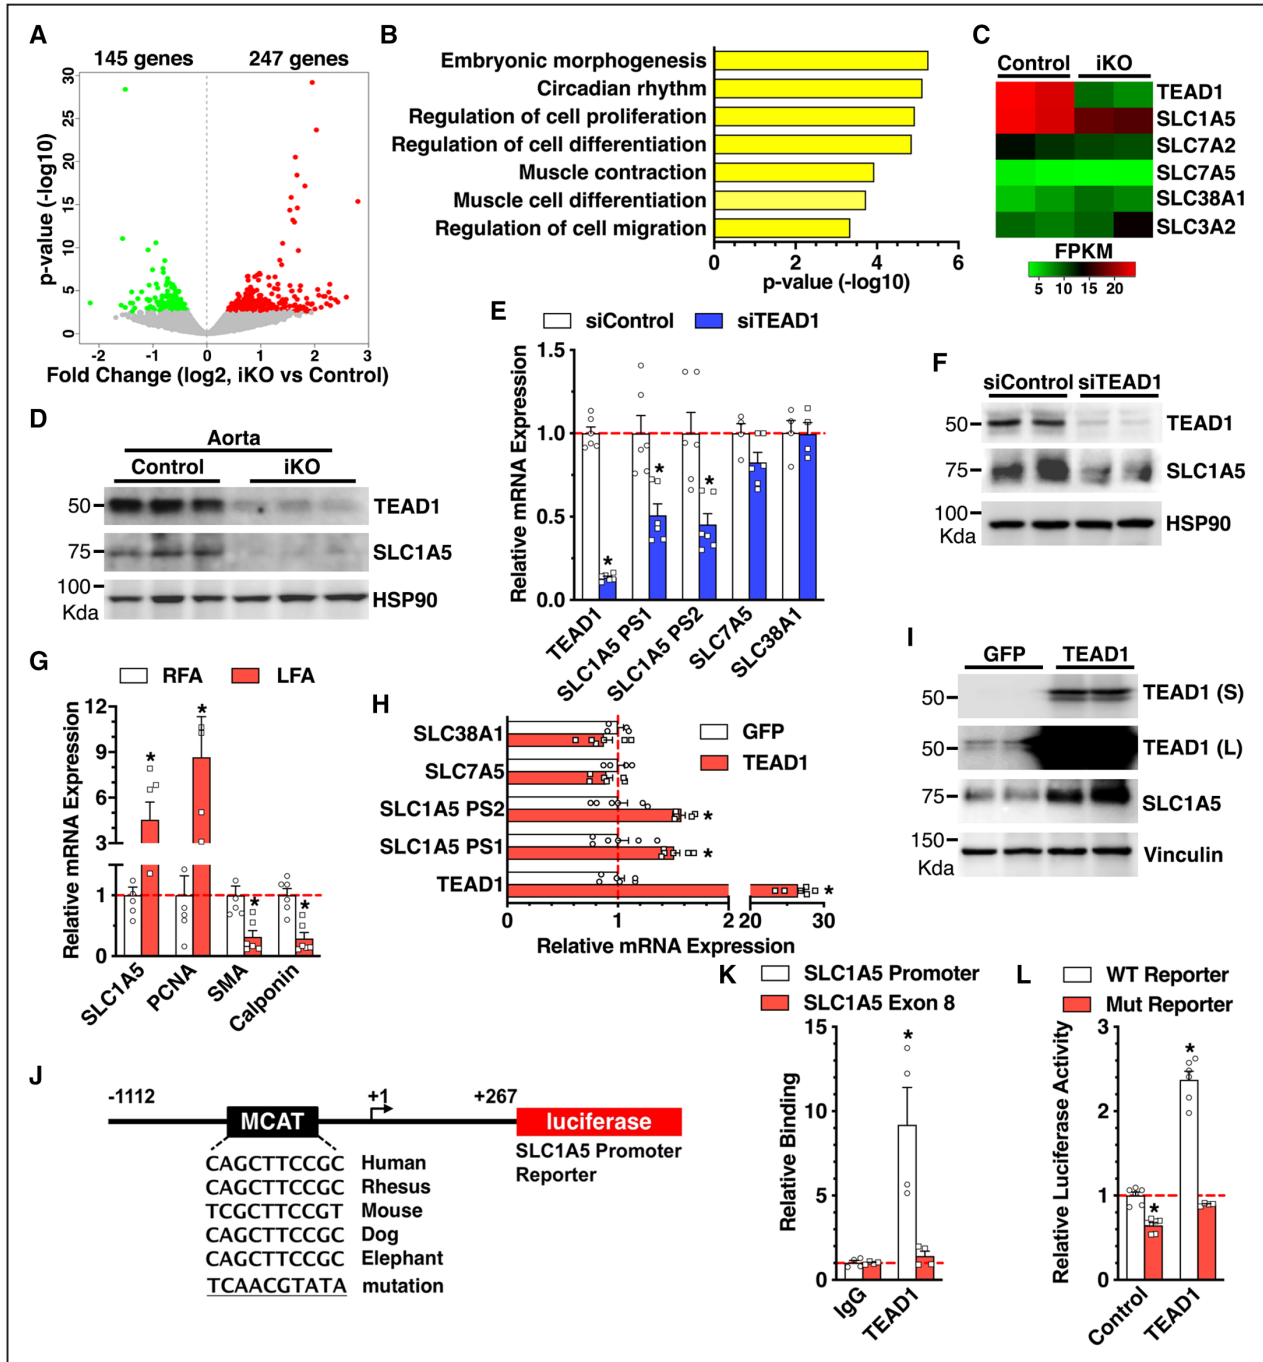 A
145 genes 247 genes
p-value (-log10)
30
25
20
15
10
5
0
-2 -1 0 1 2 3
Fold Change (log2, iKO vs Control)
B
Embryonic morphogenesis
Circadian rhythm
Regulation of cell proliferation
Regulation of cell differentiation
Muscle contraction
Muscle cell differentiation
Regulation of cell migration
0 2 4 6
p-value (-log10)
C
Control iKO
TEAD1
SLC1A5
SLC7A2
SLC7A5
SLC38A1
SLC3A2
FPKM
5 10 15 20
D
Aorta
Control iKO
50 TEAD1
75 SLC1A5
100
Kda HSP90
E
siControl siTEAD1
Relative mRNA Expression
1.5
1.0
0.5
0.0
* * *
TEAD1 SLC1A5 PS1 SLC1A5 PS2 SLC7A5 SLC38A1
F
siControl siTEAD1
50 TEAD1
75 SLC1A5
100
Kda HSP90
G
RFA LFA
Relative mRNA Expression
12
9
6
3
1
0
* * * *
SLC1A5 PCNA SMA Calponin
H
GFP
TEAD1
SLC38A1
SLC7A5
SLC1A5 PS2 *
SLC1A5 PS1 *
TEAD1 *
0 1 2 20 30
Relative mRNA Expression
I
GFP TEAD1
50 TEAD1 (S)
50 TEAD1 (L)
75 SLC1A5
150
Kda Vinculin
J
-1112 +1 +267
MCAT luciferase
SLC1A5 Promoter
Reporter
CAGCTTCCGC Human
CAGCTTCCGC Rhesus
TCGCTTCCGT Mouse
CAGCTTCCGC Dog
CAGCTTCCGC Elephant
TCAACGTATA mutation
K
SLC1A5 Promoter
SLC1A5 Exon 8
Relative Binding
15
10
5
0
*
IgG TEAD1
L
WT Reporter
Mut Reporter
Relative Luciferase Activity
3
2
1
0
* *
Control TEAD1